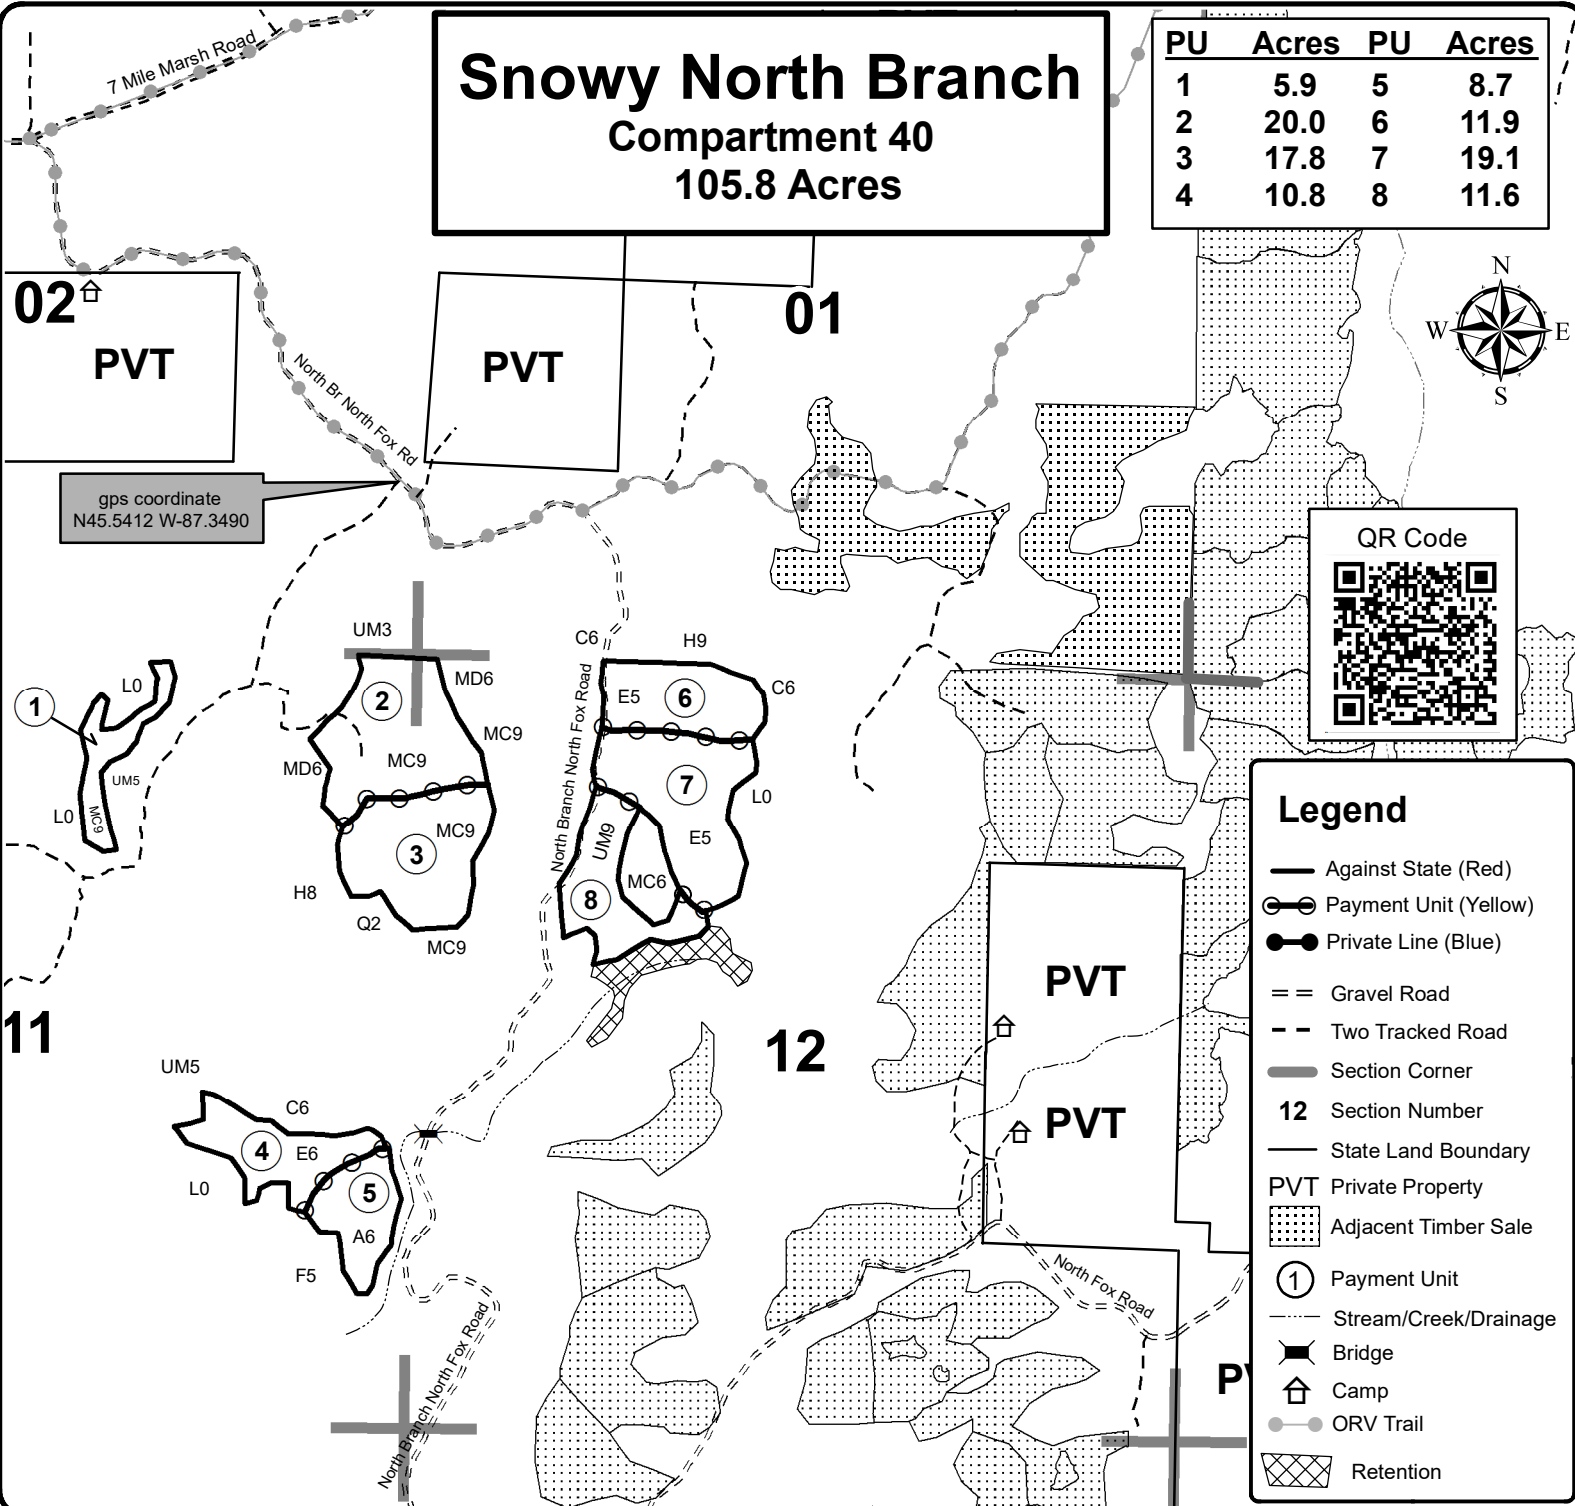 Snowy North Branch
Compartment 40
105.8 Acres
PU Acres PU Acres
1 5.9 5 8.7
2 20.0 6 11.9
3 17.8 7 19.1
4 10.8 8 11.6
7 Mile Marsh Road
02
PVT
PVT
01
N
W E
S
North Br North Fox Rd
gps coordinate
N45.5412 W-87.3490
QR Code
UM3
MD6
2
MC9
MC9
MD6
MC9
3
H8
Q2
MC9
1
L0
UM5
MC9
L0
C6
H9
E5
6
C6
North Branch North Fox Road
7
L0
E5
UM9
MC6
8
11
12
PVT
PVT
UM5
C6
4
E6
L0
5
A6
F5
North Branch North Fox Road
North Fox Road
Legend
Against State (Red)
Payment Unit (Yellow)
Private Line (Blue)
Gravel Road
Two Tracked Road
Section Corner
12 Section Number
State Land Boundary
PVT Private Property
Adjacent Timber Sale
1 Payment Unit
Stream/Creek/Drainage
Bridge
Camp
ORV Trail
Retention